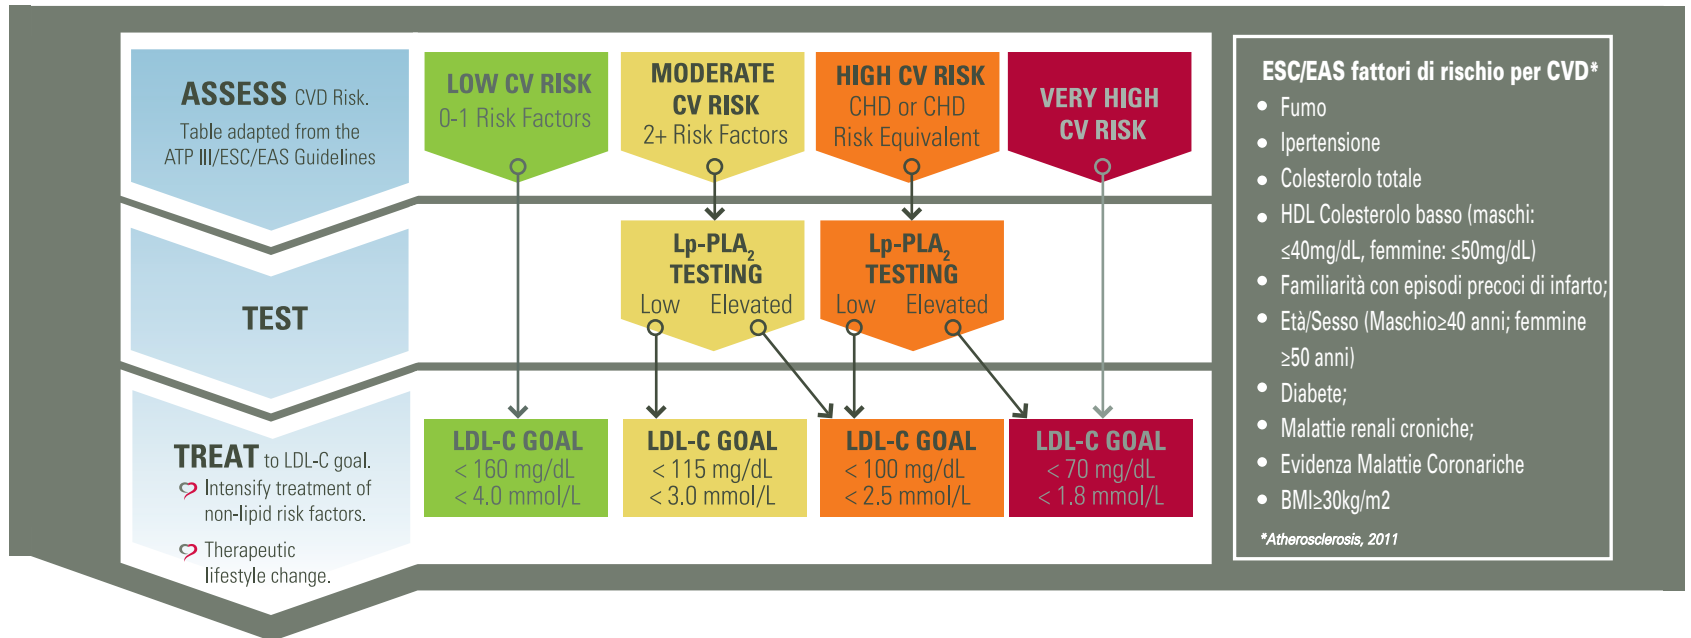 ASSESS CVD Risk.
Table adapted from the
ATP III/ESC/EAS Guidelines
LOW CV RISK
0-1 Risk Factors
MODERATE
CV RISK
2+ Risk Factors
HIGH CV RISK
CHD or CHD
Risk Equivalent
VERY HIGH
CV RISK
TEST
Lp-PLA₂
TESTING
Low Elevated
Lp-PLA₂
TESTING
Low Elevated
TREAT to LDL-C goal.
Intensify treatment of
non-lipid risk factors.
Therapeutic
lifestyle change.
LDL-C GOAL
< 160 mg/dL
< 4.0 mmol/L
LDL-C GOAL
< 115 mg/dL
< 3.0 mmol/L
LDL-C GOAL
< 100 mg/dL
< 2.5 mmol/L
LDL-C GOAL
< 70 mg/dL
< 1.8 mmol/L
ESC/EAS fattori di rischio per CVD*
• Fumo
• Ipertensione
• Colesterolo totale
• HDL Colesterolo basso (maschi:
≤40mg/dL, femmine: ≤50mg/dL)
• Familiarità con episodi precoci di infarto;
• Età/Sesso (Maschio≥40 anni; femmine
≥50 anni)
• Diabete;
• Malattie renali croniche;
• Evidenza Malattie Coronariche
• BMI≥30kg/m2
*Atherosclerosis, 2011